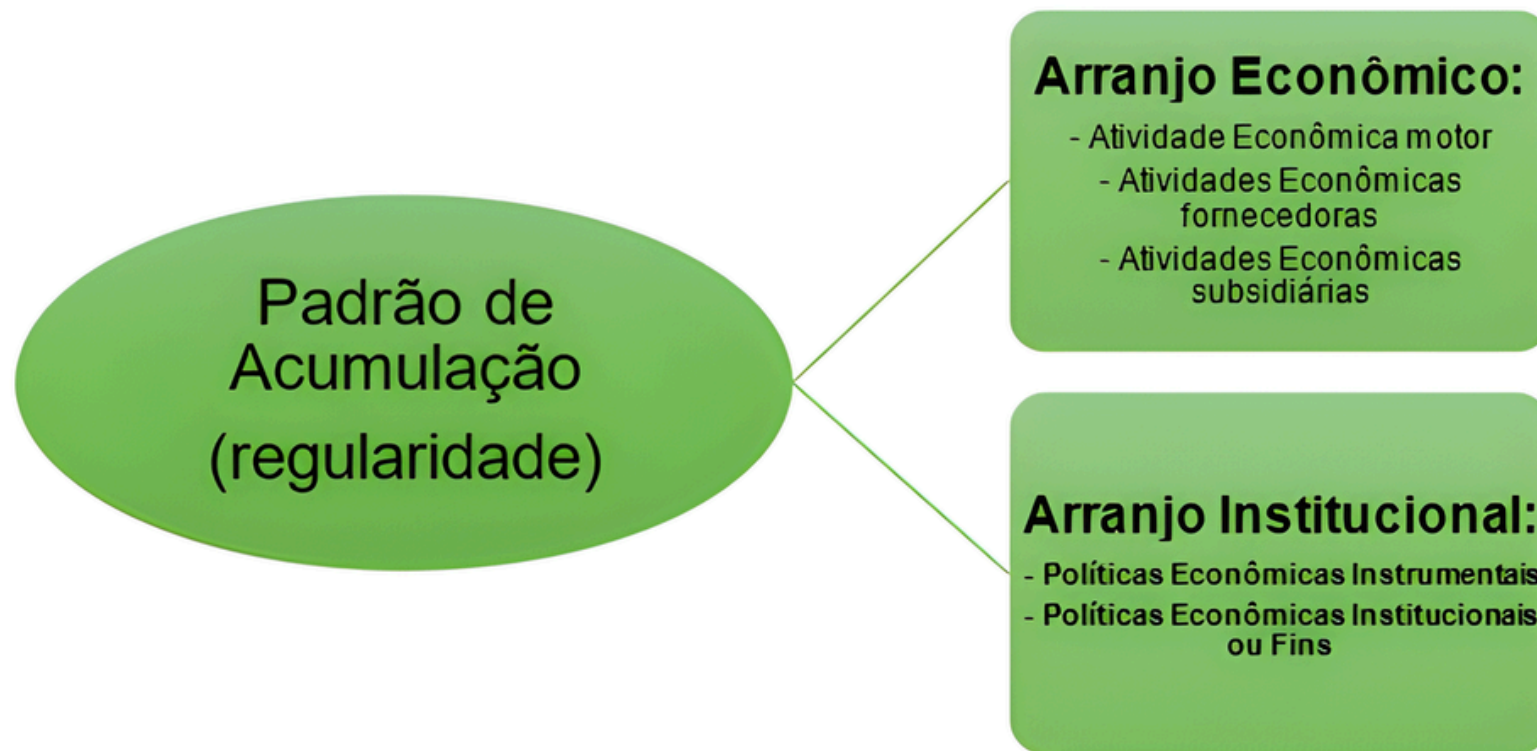 Padrão de
Acumulação
(regularidade)
Arranjo Econômico:
- Atividade Econômica motor
- Atividades Econômicas
fornecedoras
- Atividades Econômicas
subsidiárias
Arranjo Institucional:
- Políticas Econômicas Instrumentais
- Políticas Econômicas Institucionais
ou Fins